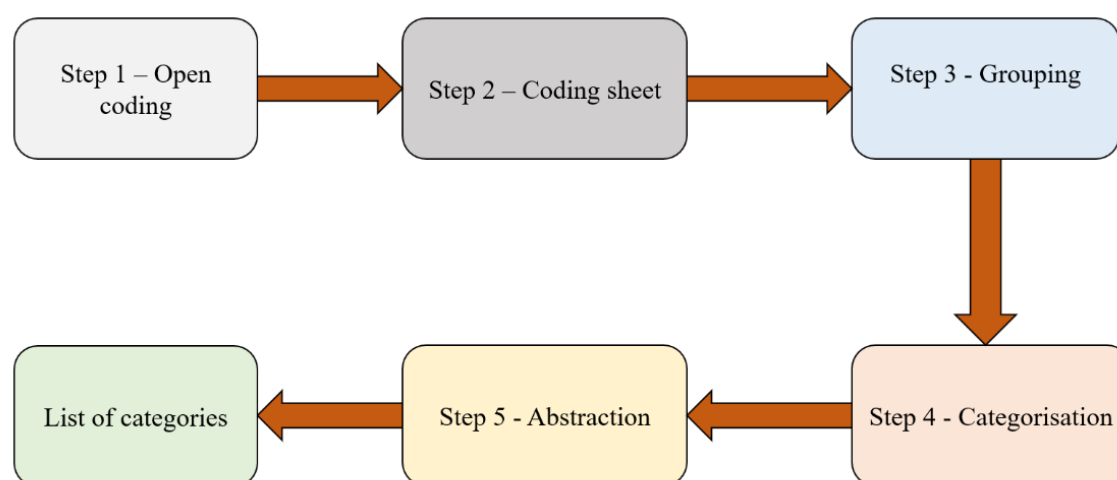 Step 1 – Open
coding
Step 2 – Coding sheet
Step 3 - Grouping
Step 4 - Categorisation
Step 5 - Abstraction
List of categories